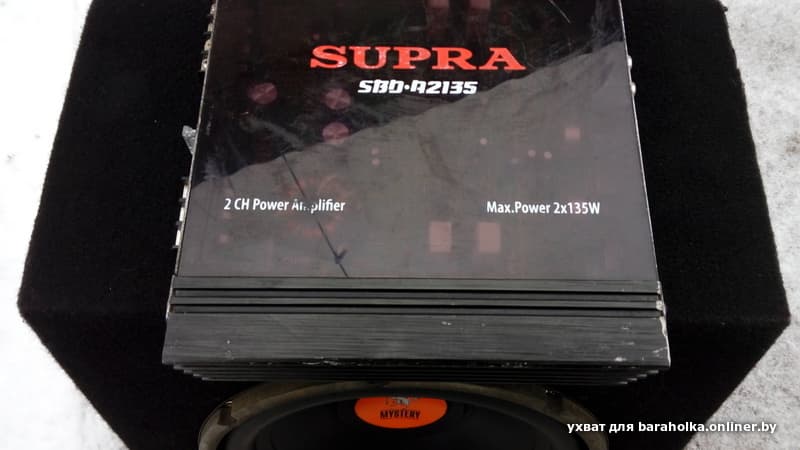 SUPRA
SBD·A2135
2 CH Power Amplifier
Max.Power 2x135W
MYSTERY
ухват для baraholka.onliner.by